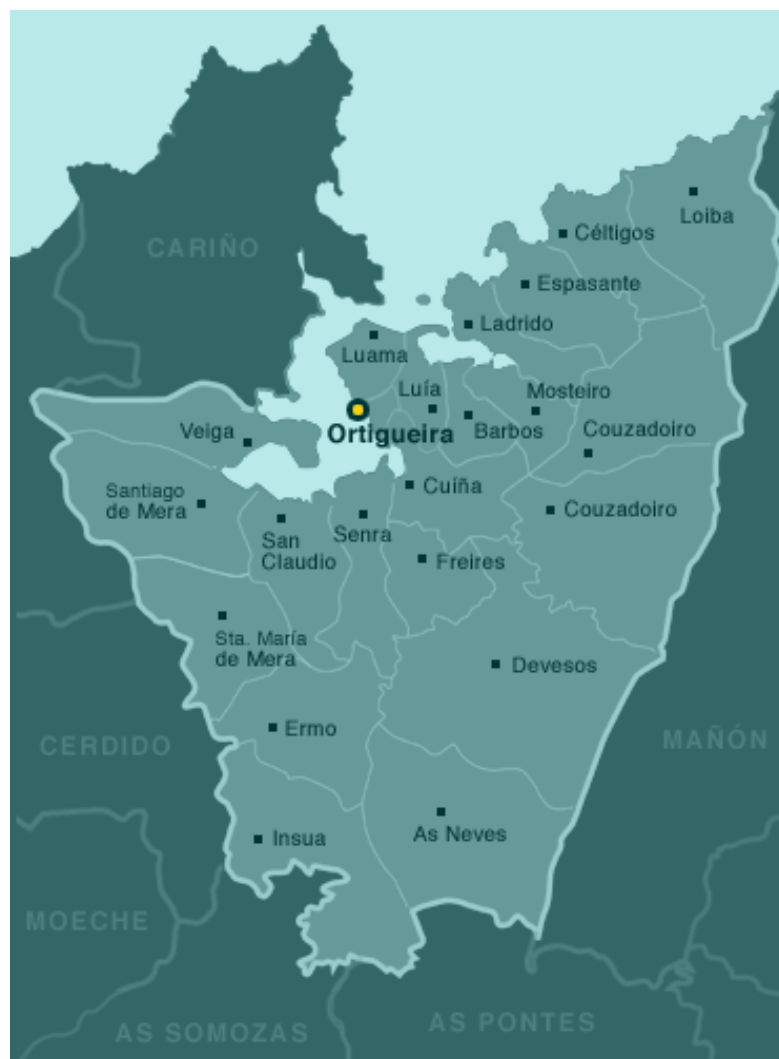 Loiba
Céltigos
CARIÑO
Espasante
Ladrido
Luama
Luía
Mosteiro
Veiga
Ortigueira
Barbos
Couzadoiro
Cuíña
Santiago
de Mera
Couzadoiro
San
Claudio
Senra
Freires
Sta. María
de Mera
Devesos
Ermo
CERDIDO
MAÑÓN
Insua
As Neves
MOECHE
AS SOMOZAS
AS PONTES